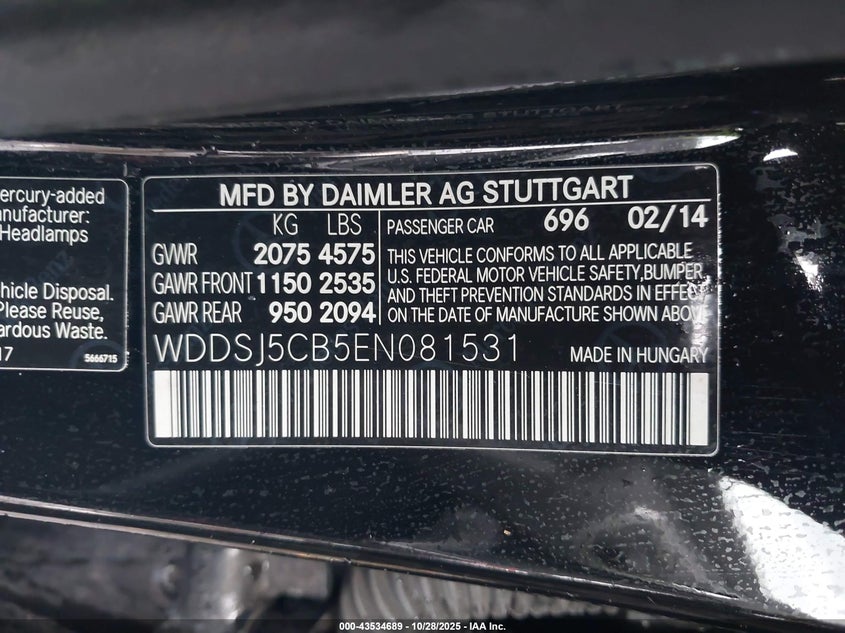 ercury-added
anufacturer:
Headlamps
hicle Disposal.
Please Reuse,
ardous Waste.
17
5666715
MFD BY DAIMLER AG STUTTGART
KG LBS
GVWR 2075 4575
GAWR FRONT 1150 2535
GAWR REAR 950 2094
PASSENGER CAR 696 02/14
THIS VEHICLE CONFORMS TO ALL APPLICABLE
U.S. FEDERAL MOTOR VEHICLE SAFETY,BUMPER,
AND THEFT PREVENTION STANDARDS IN EFFECT
ON THE DATE OF MANUFACTURE SHOWN ABOVE
WDDSJ5CB5EN081531
MADE IN HUNGARY
000-43534689 - 10/28/2025 - IAA Inc.